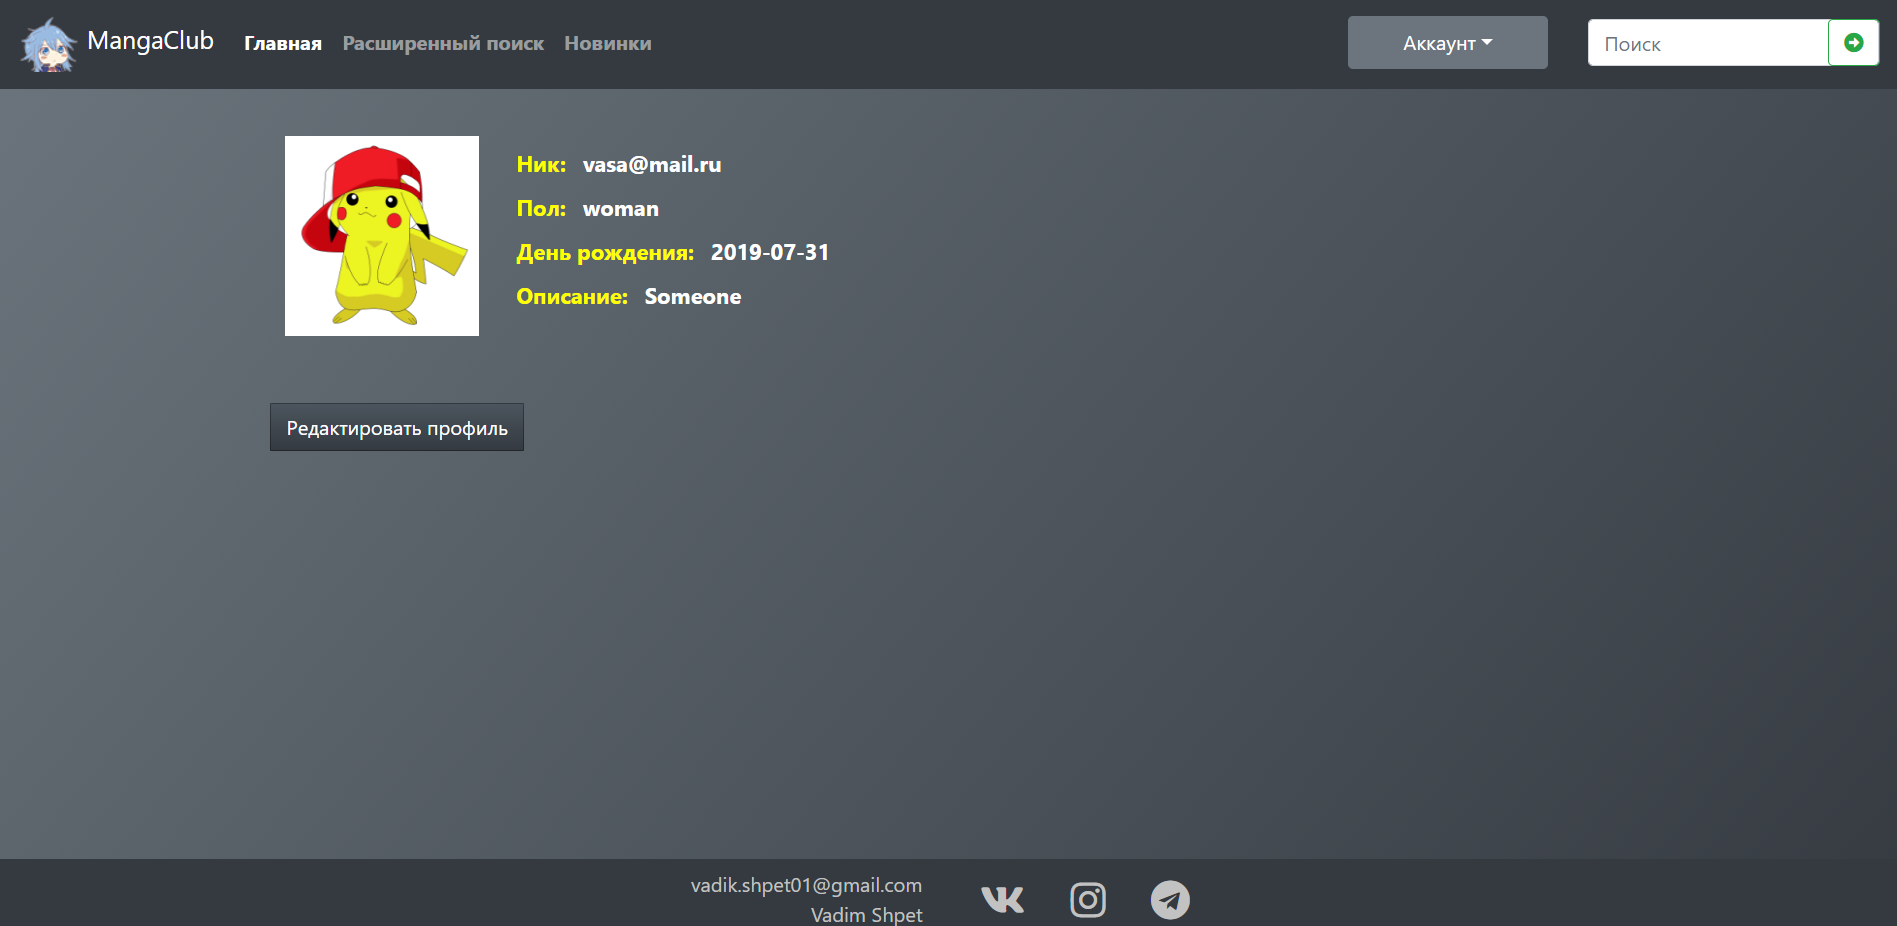 MangaClub Главная Расширенный поиск Новинки Аккаунт Поиск
Ник: vasa@mail.ru
Пол: woman
День рождения: 2019-07-31
Описание: Someone
Редактировать профиль
vadik.shpet01@gmail.com
Vadim Shpet